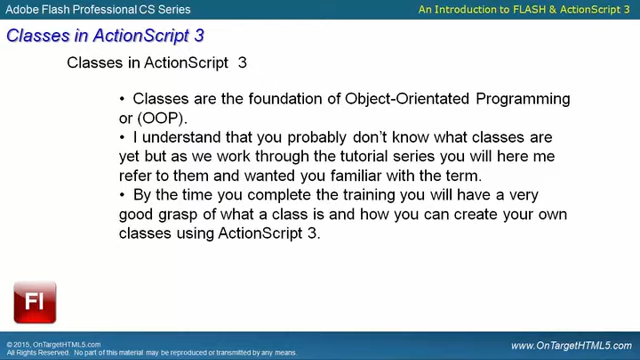 Adobe Flash Professional CS Series
An Introduction to FLASH & ActionScript 3
Classes in ActionScript 3
Classes in ActionScript 3
• Classes are the foundation of Object-Orientated Programming
or (OOP).
• I understand that you probably don't know what classes are
yet but as we work through the tutorial series you will here me
refer to them and wanted you familiar with the term.
• By the time you complete the training you will have a very
good grasp of what a class is and how you can create your own
classes using ActionScript 3.
Fl
© 2015, OnTargetHTML5.com
All Rights Reserved. No part of this material may be reproduced or transmitted by any means.
www.OnTargetHTML5.com